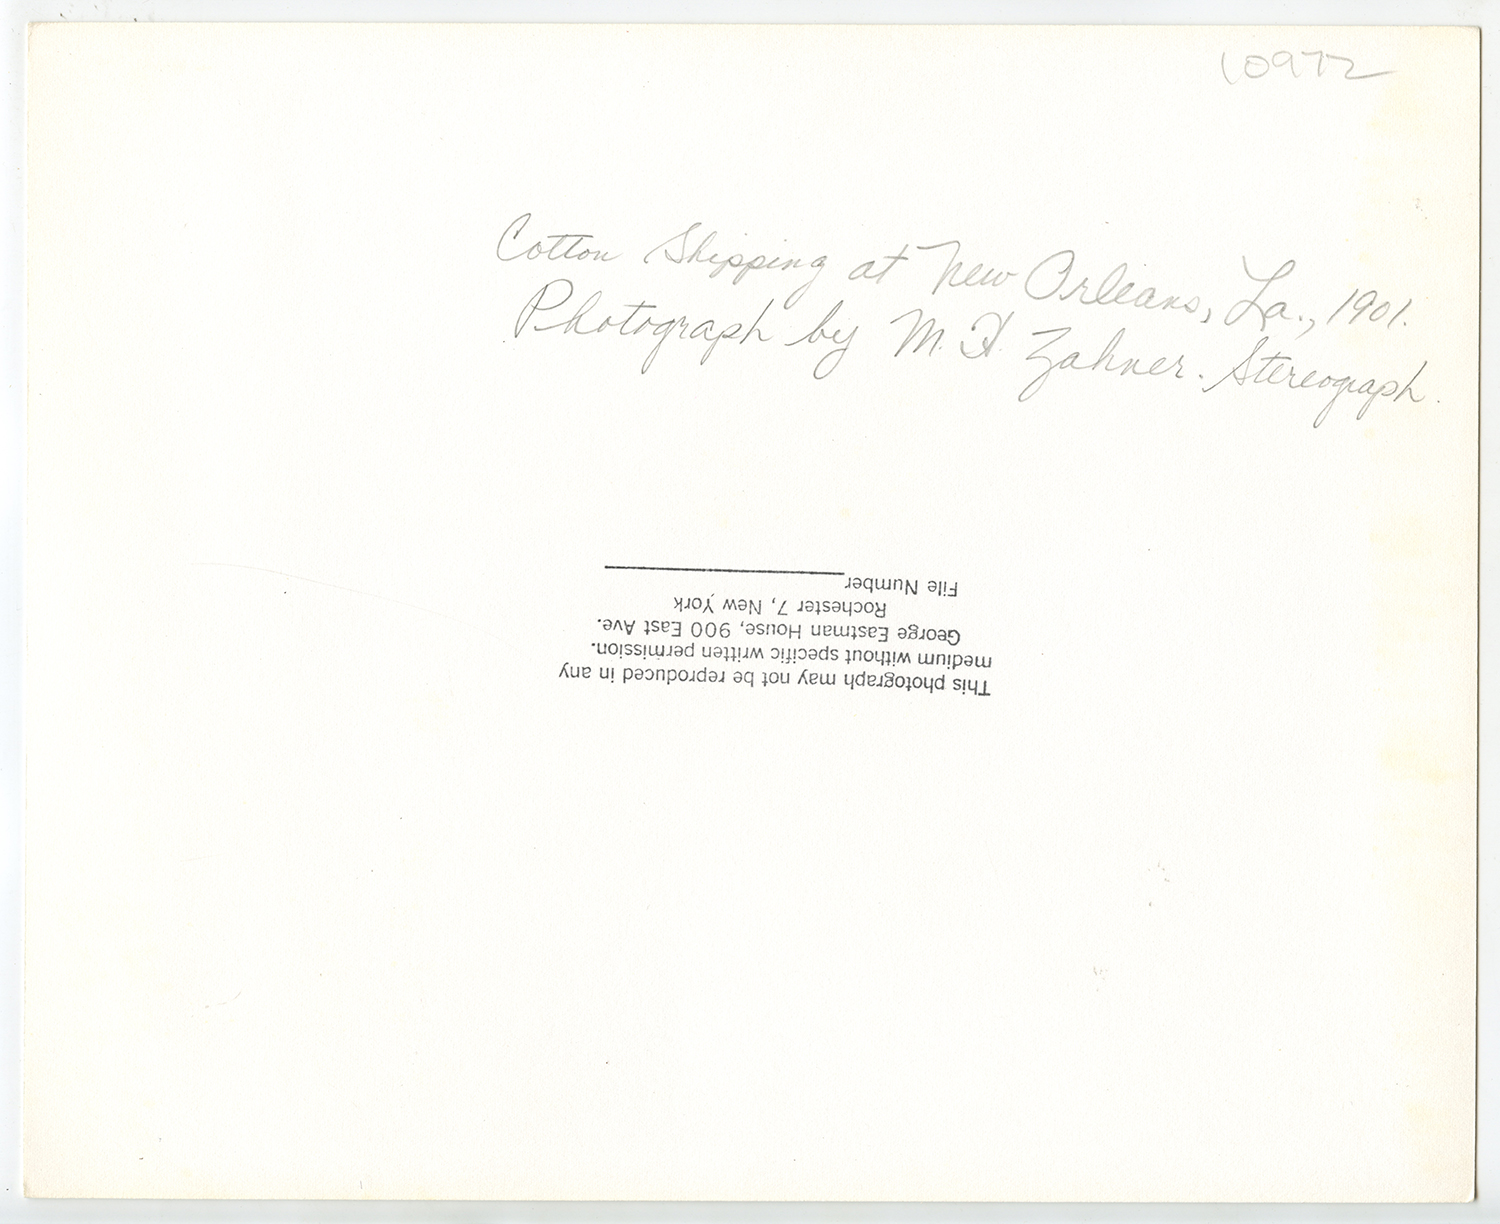 10972
Cotton Shipping at New Orleans, La., 1901.
Photograph by M. H. Zahner. Stereograph.
This photograph may not be reproduced in any
medium without specific written permission.
George Eastman House, 900 East Ave.
Rochester 7, New York
File Number